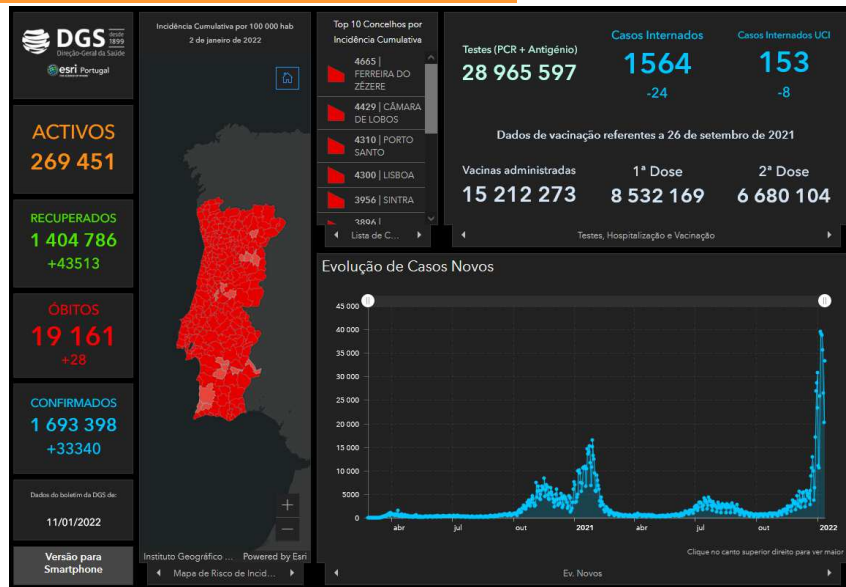 DGS desde 1899
Direção-Geral da Saúde
esri Portugal
ACTIVOS
269 451
RECUPERADOS
1 404 786
+43513
ÓBITOS
19 161
+28
CONFIRMADOS
1 693 398
+33340
Dados do boletim da DGS de:
11/01/2022
Versão para
Smartphone
Incidência Cumulativa por 100 000 hab
2 de janeiro de 2022
+
−
Instituto Geográfico ... Powered by Esri
Mapa de Risco de Incid...
Top 10 Concelhos por
Incidência Cumulativa
4665 |
FERREIRA DO
ZÊZERE
4429 | CÂMARA
DE LOBOS
4310 | PORTO
SANTO
4300 | LISBOA
3956 | SINTRA
3896 |
Lista de C...
Testes (PCR + Antigénio)
28 965 597
Casos Internados
1564
-24
Casos Internados UCI
153
-8
Dados de vacinação referentes a 26 de setembro de 2021
Vacinas administradas
15 212 273
1ª Dose
8 532 169
2ª Dose
6 680 104
Testes, Hospitalização e Vacinação
Evolução de Casos Novos
45 000
40 000
35 000
30 000
25 000
20 000
15 000
10 000
5000
0
abr jul out 2021 abr jul out 2022
Clique no canto superior direito para ver maior
Ev. Novos